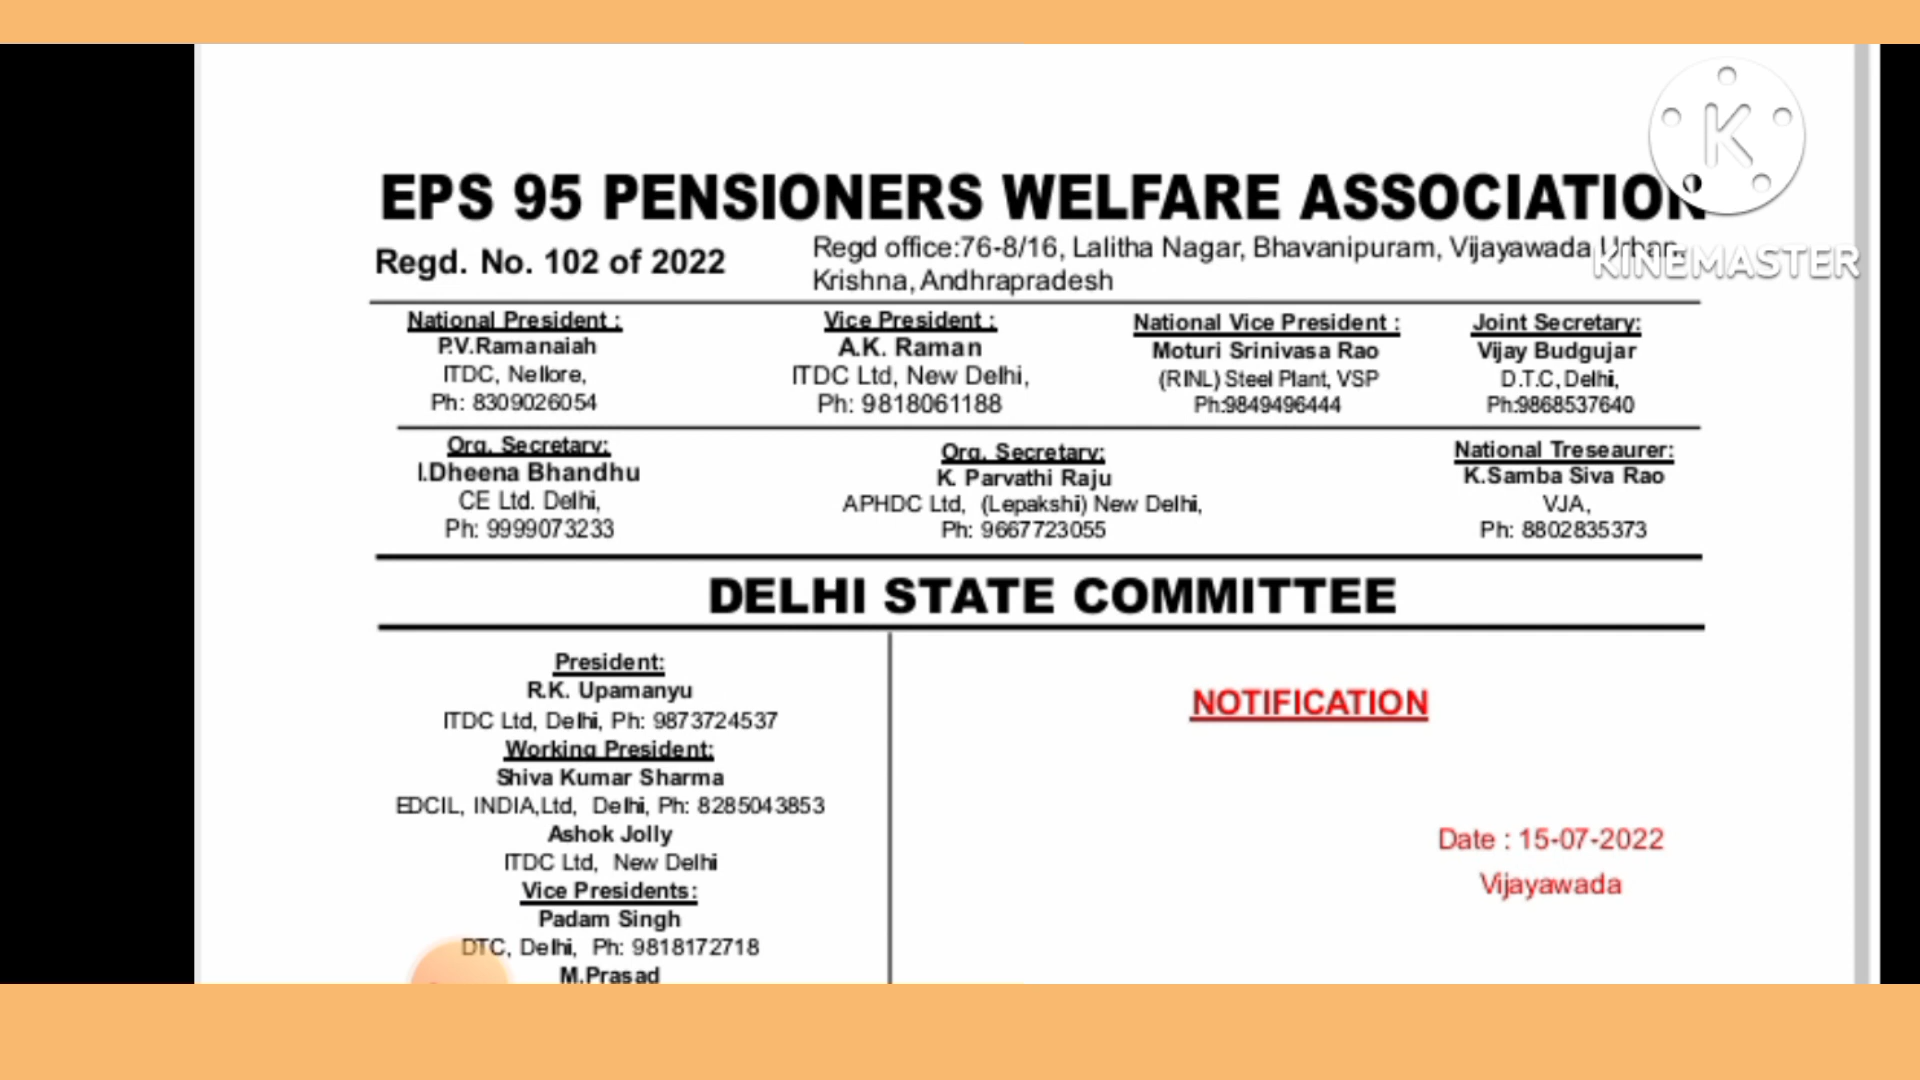 EPS 95 PENSIONERS WELFARE ASSOCIATION
Regd. No. 102 of 2022
Regd office:76-8/16, Lalitha Nagar, Bhavanipuram, Vijayawada Urban,
Krishna, Andhrapradesh
KINEMASTER
National President :
P.V.Ramanaiah
ITDC, Nellore,
Ph: 8309026054
Vice President :
A.K. Raman
ITDC Ltd, New Delhi,
Ph: 9818061188
National Vice President :
Moturi Srinivasa Rao
(RINL) Steel Plant, VSP
Ph:9849496444
Joint Secretary:
Vijay Budgujar
D.T.C, Delhi,
Ph:9868537640
Org. Secretary:
I.Dheena Bhandhu
CE Ltd. Delhi,
Ph: 9999073233
Org. Secretary:
K. Parvathi Raju
APHDC Ltd, (Lepakshi) New Delhi,
Ph: 9667723055
National Treseaurer:
K.Samba Siva Rao
VJA,
Ph: 8802835373
DELHI STATE COMMITTEE
President:
R.K. Upamanyu
ITDC Ltd, Delhi, Ph: 9873724537
Working President:
Shiva Kumar Sharma
EDCIL, INDIA,Ltd, Delhi, Ph: 8285043853
Ashok Jolly
ITDC Ltd, New Delhi
Vice Presidents:
Padam Singh
DTC, Delhi, Ph: 9818172718
M.Prasad
NOTIFICATION
Date : 15-07-2022
Vijayawada